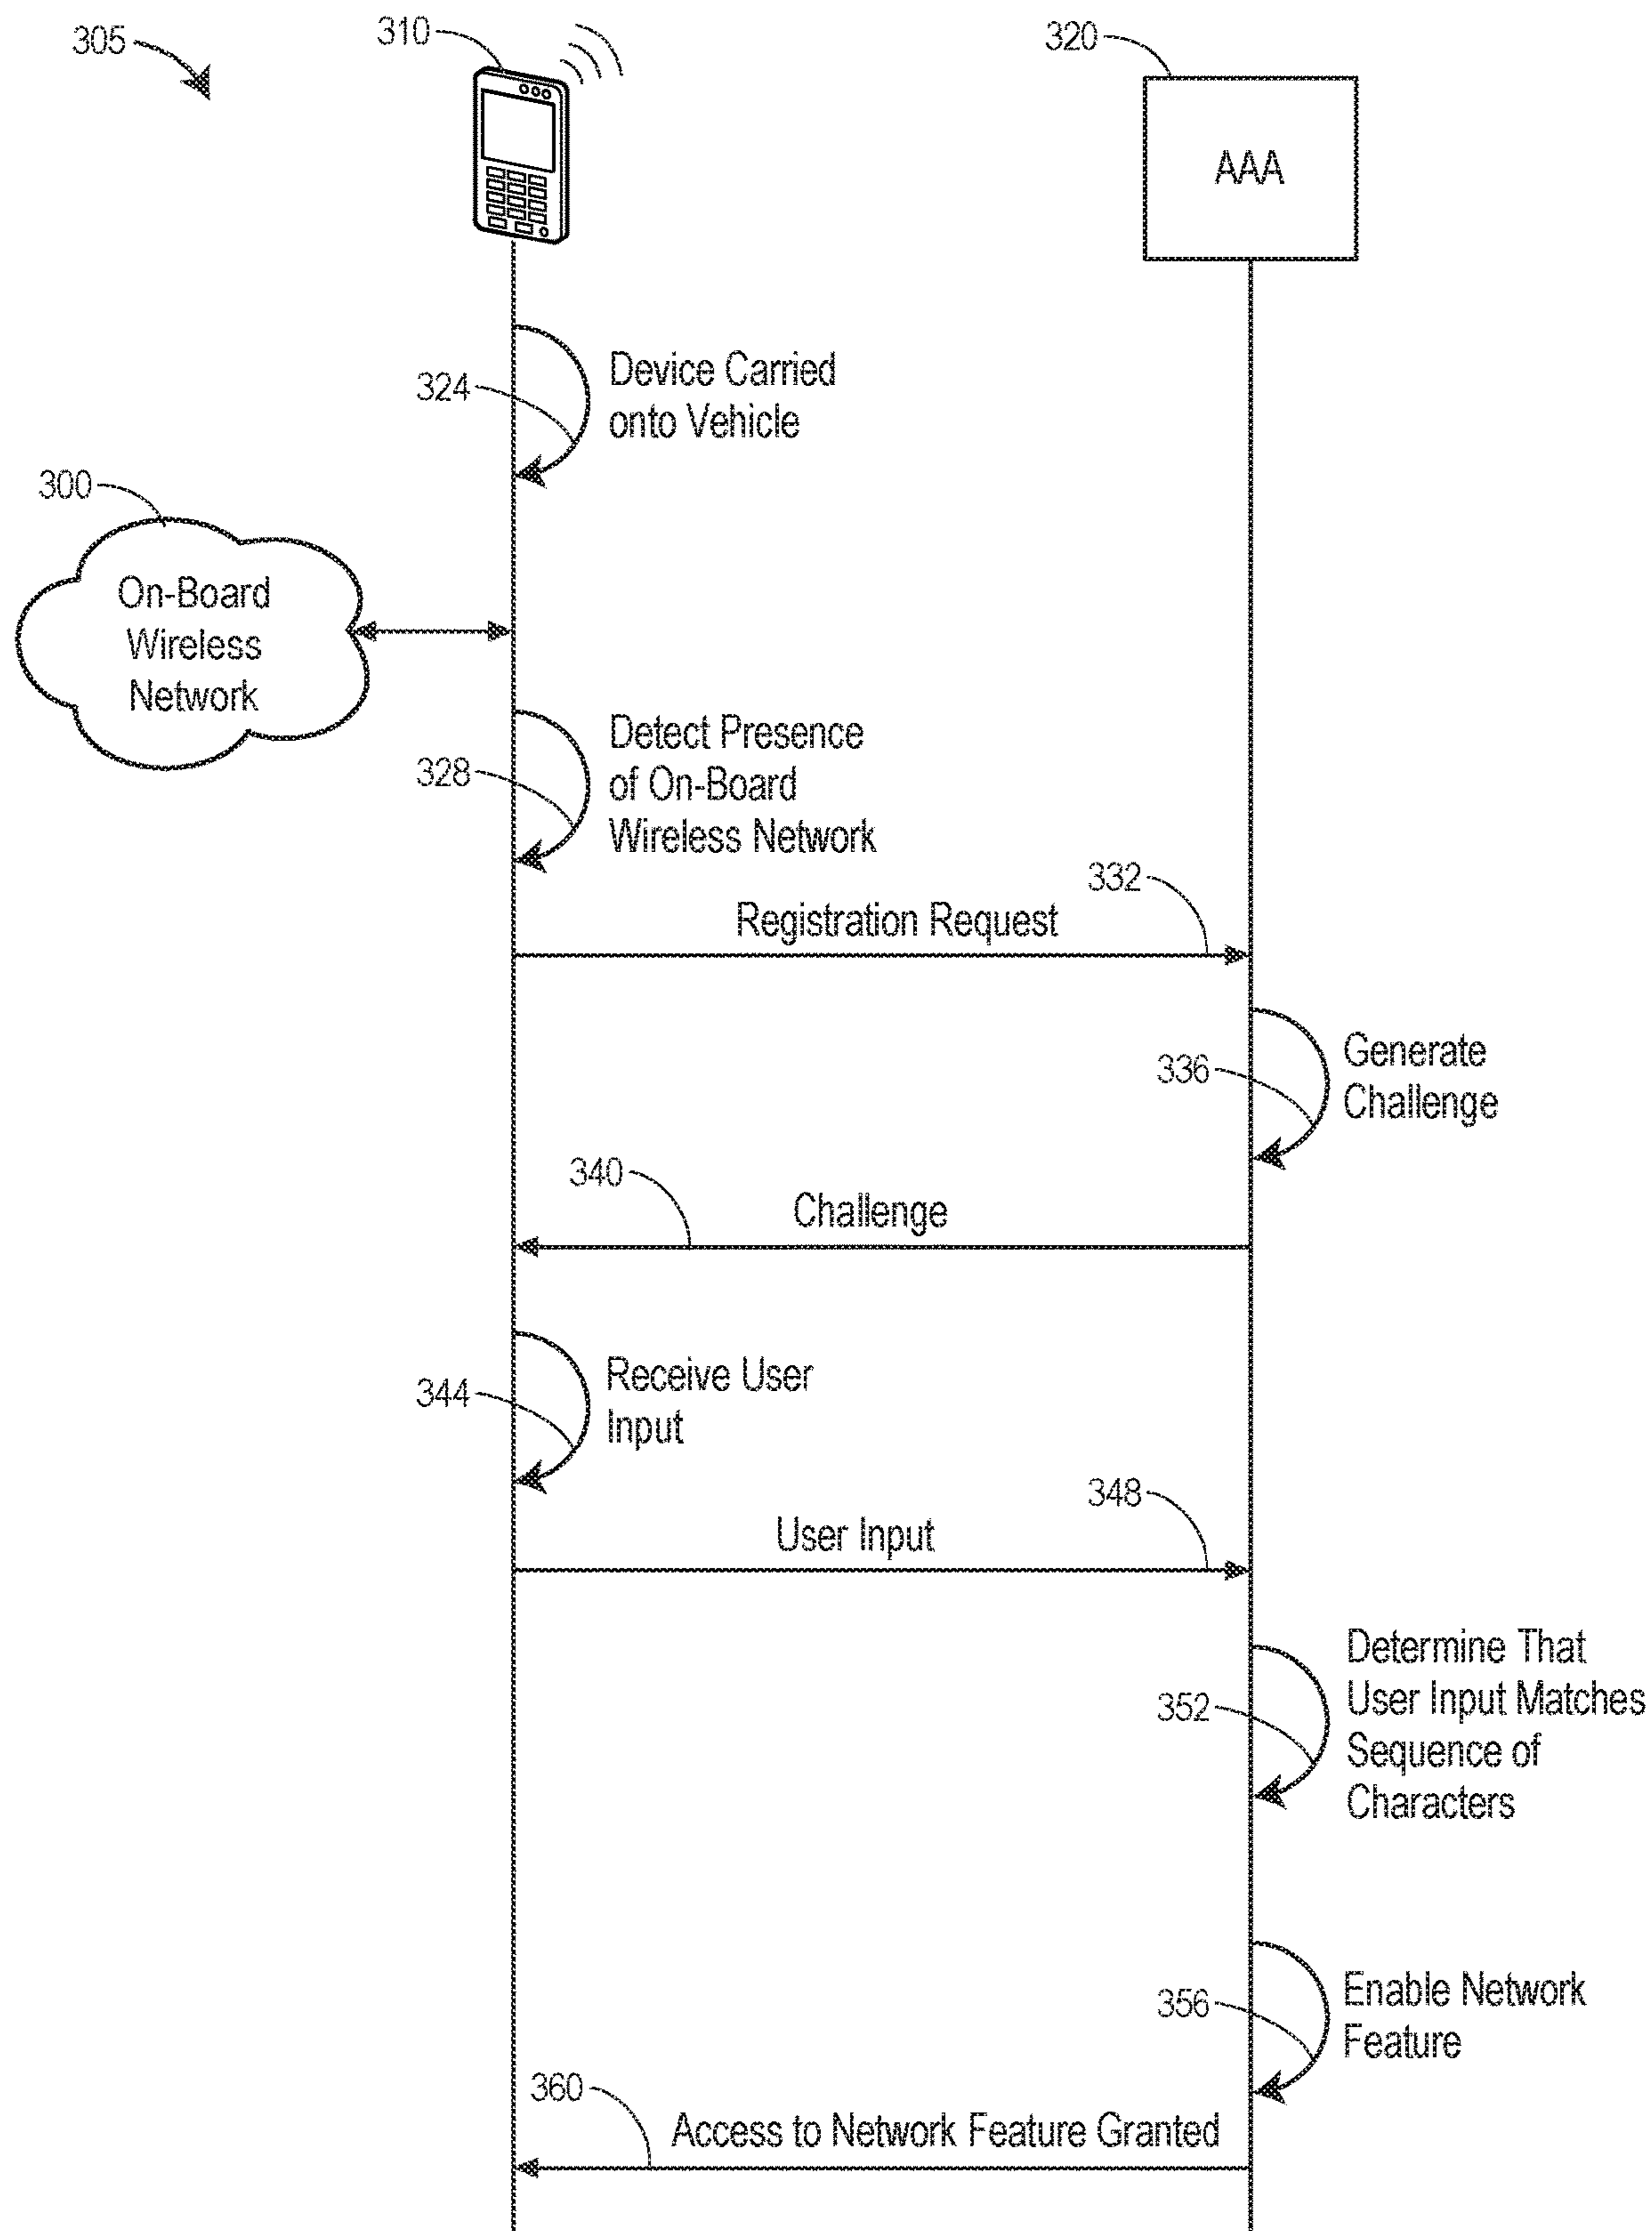 305
310
320
AAA
324
Device Carried
onto Vehicle
300
On-Board
Wireless
Network
328
Detect Presence
of On-Board
Wireless Network
332
Registration Request
336
Generate
Challenge
340
Challenge
344
Receive User
Input
348
User Input
352
Determine That
User Input Matches
Sequence of
Characters
356
Enable Network
Feature
360
Access to Network Feature Granted